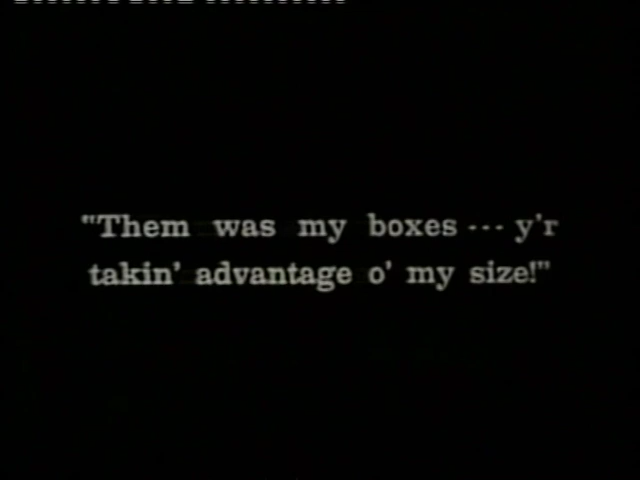 "Them was my boxes --- y'r
takin' advantage o' my size!"